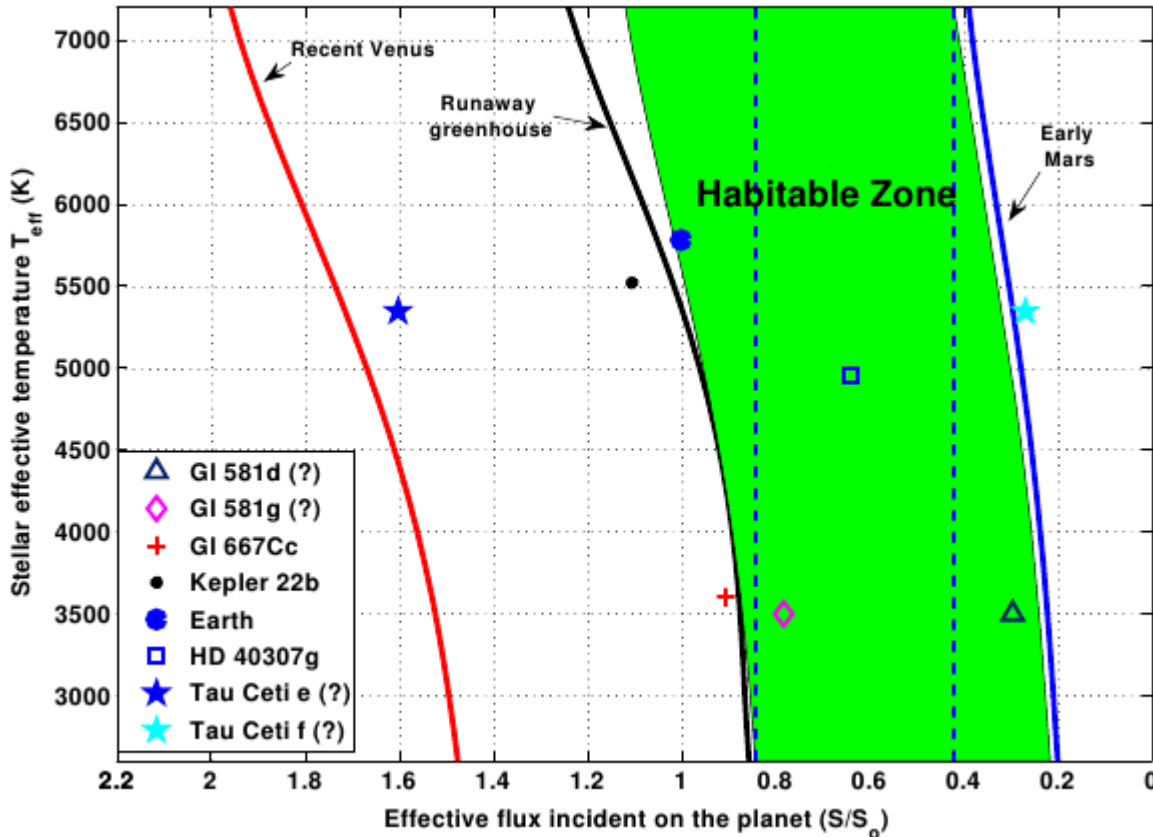 Recent Venus
Runaway
greenhouse
Early
Mars
Habitable Zone
Stellar effective temperature T_eff (K)
7000
6500
6000
5500
5000
4500
4000
3500
3000
Gl 581d (?)
Gl 581g (?)
Gl 667Cc
Kepler 22b
Earth
HD 40307g
Tau Ceti e (?)
Tau Ceti f (?)
2.2 2 1.8 1.6 1.4 1.2 1 0.8 0.6 0.4 0.2 0
Effective flux incident on the planet (S/S_o)